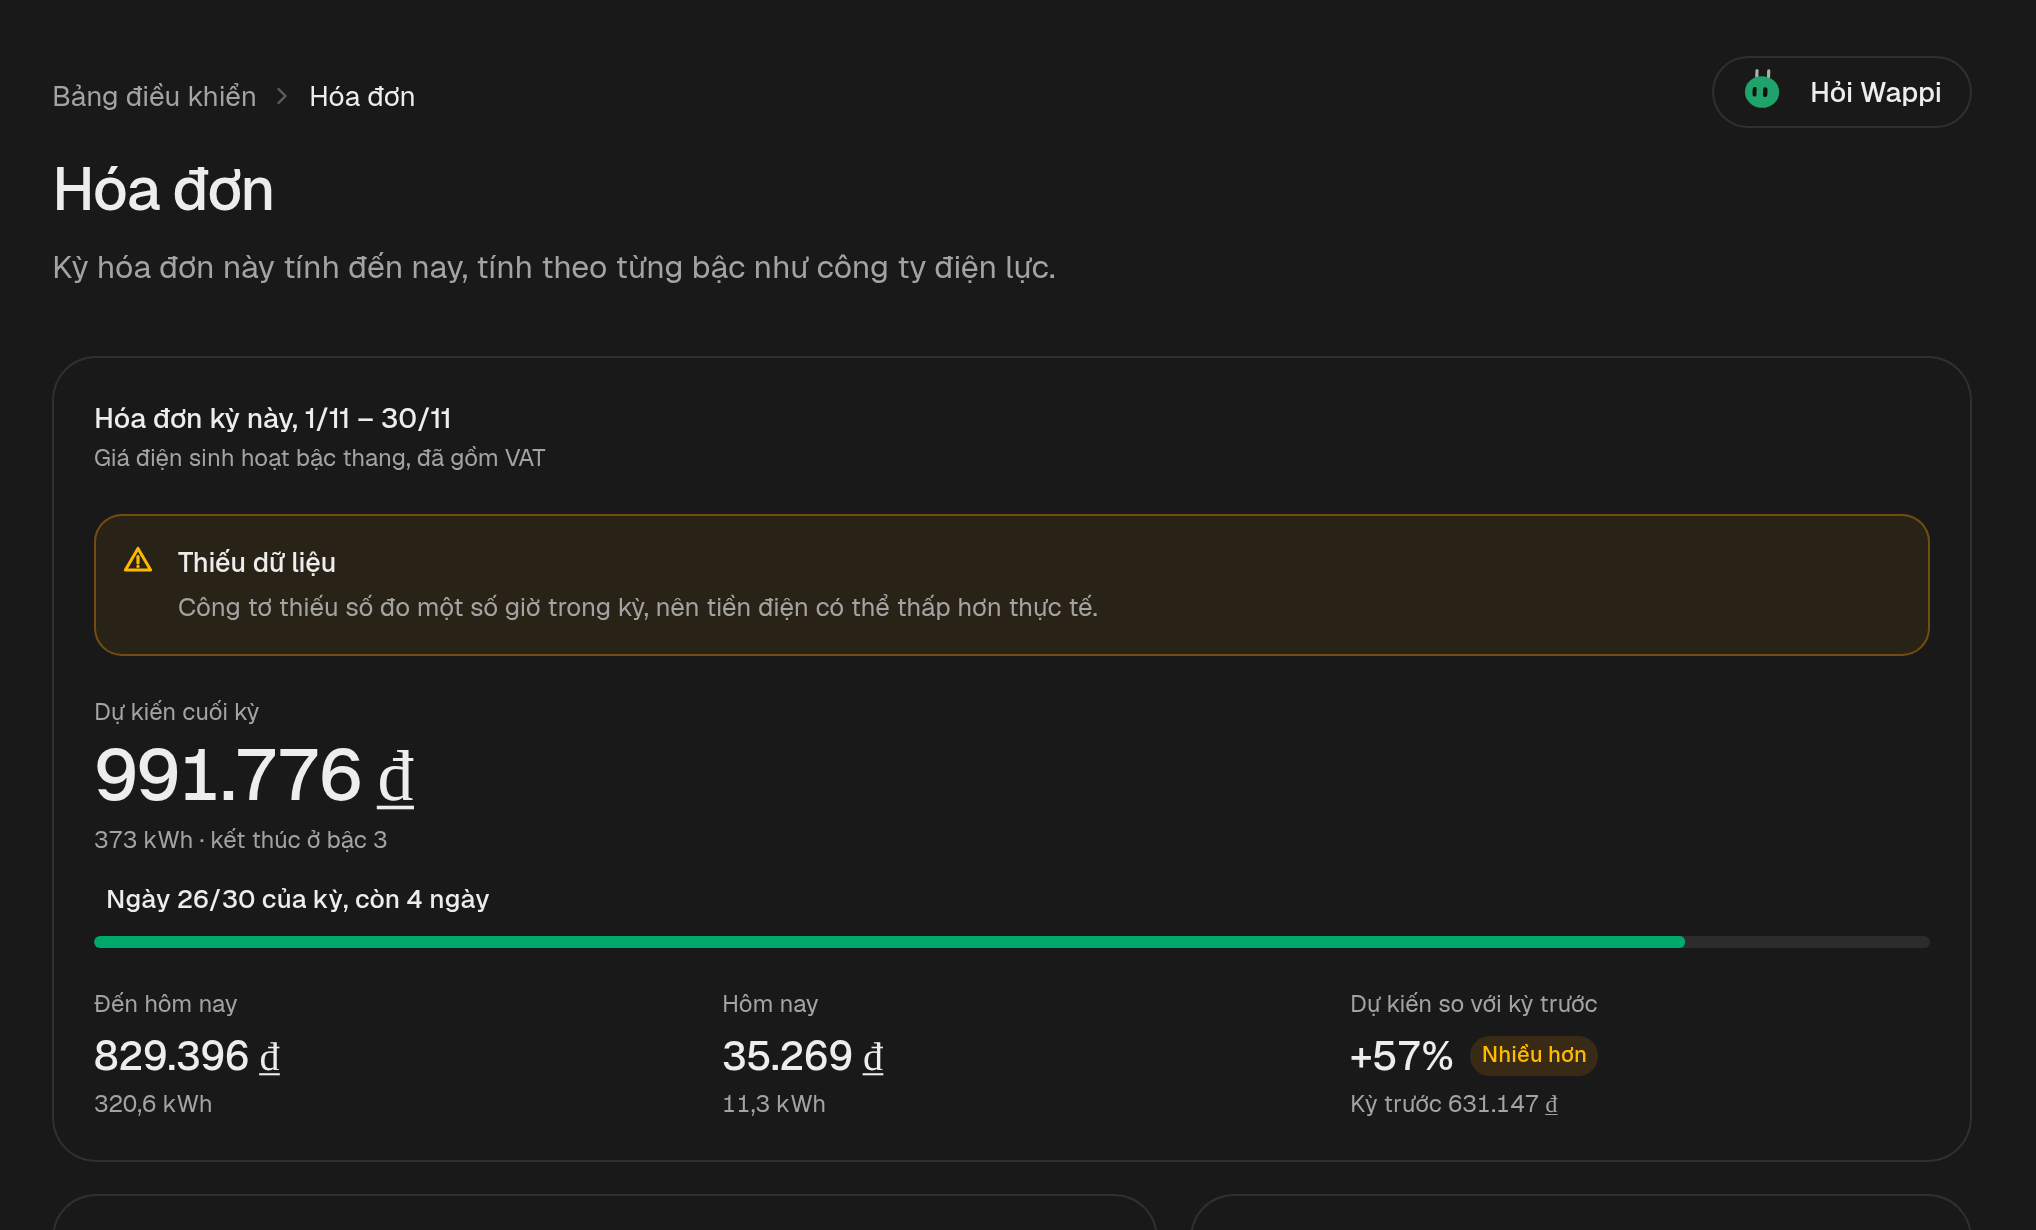 Bảng điều khiển > Hóa đơn
Hỏi Wappi
Hóa đơn
Kỳ hóa đơn này tính đến nay, tính theo từng bậc như công ty điện lực.
Hóa đơn kỳ này, 1/11 – 30/11
Giá điện sinh hoạt bậc thang, đã gồm VAT
Thiếu dữ liệu
Công tơ thiếu số đo một số giờ trong kỳ, nên tiền điện có thể thấp hơn thực tế.
Dự kiến cuối kỳ
991.776 ₫
373 kWh · kết thúc ở bậc 3
Ngày 26/30 của kỳ, còn 4 ngày
Đến hôm nay
829.396 ₫
320,6 kWh
Hôm nay
35.269 ₫
11,3 kWh
Dự kiến so với kỳ trước
+57% Nhiều hơn
Kỳ trước 631.147 ₫